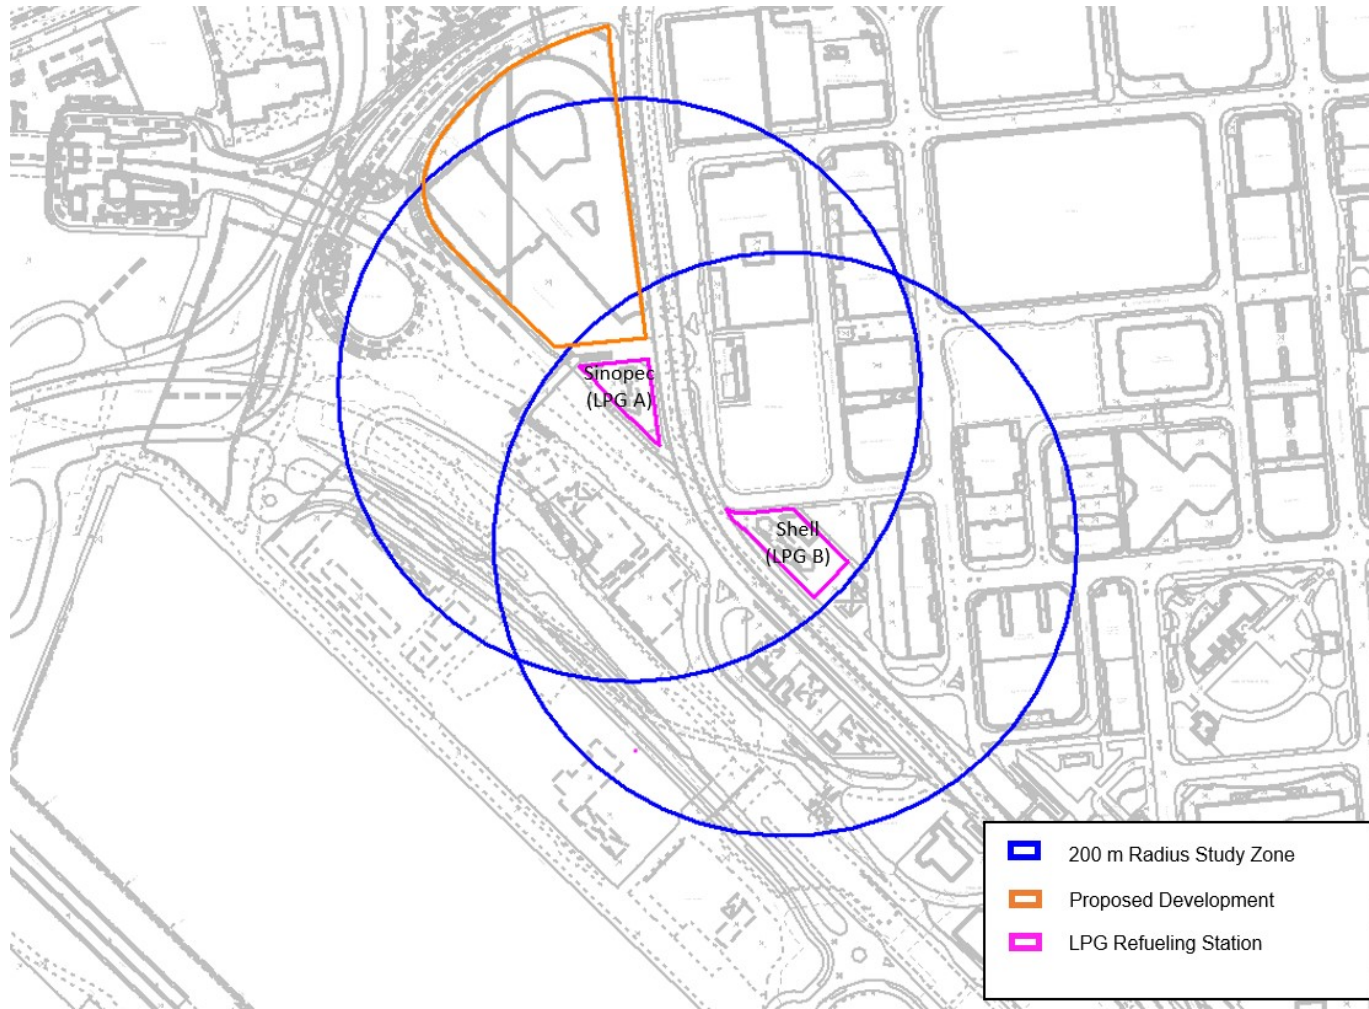 Sinopec
(LPG A)
Shell
(LPG B)
200 m Radius Study Zone
Proposed Development
LPG Refueling Station